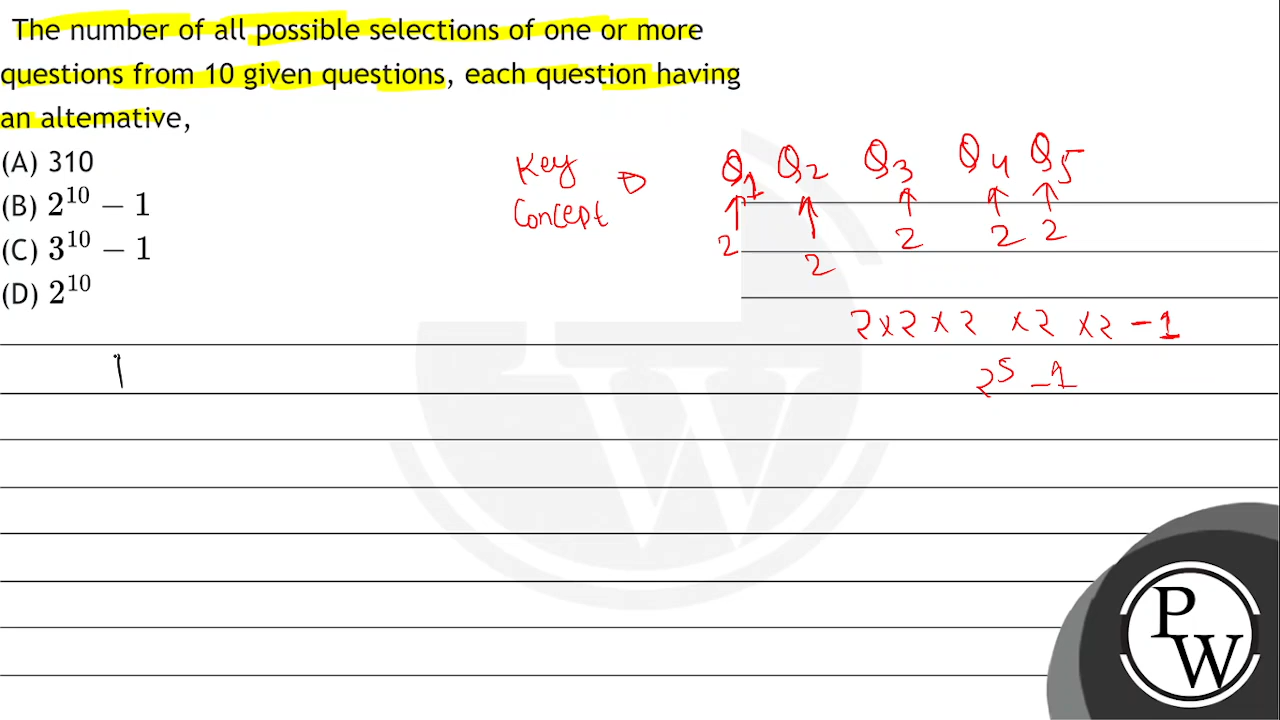 The number of all possible selections of one or more
questions from 10 given questions, each question having
an altemative,
(A) 310
(B) 2^10 − 1
(C) 3^10 − 1
(D) 2^10
Key Concept
Q1 Q2 Q3 Q4 Q5
2 2 2 2 2
2 × 2 × 2 × 2 × 2 − 1
2^5 − 1
1
P
W